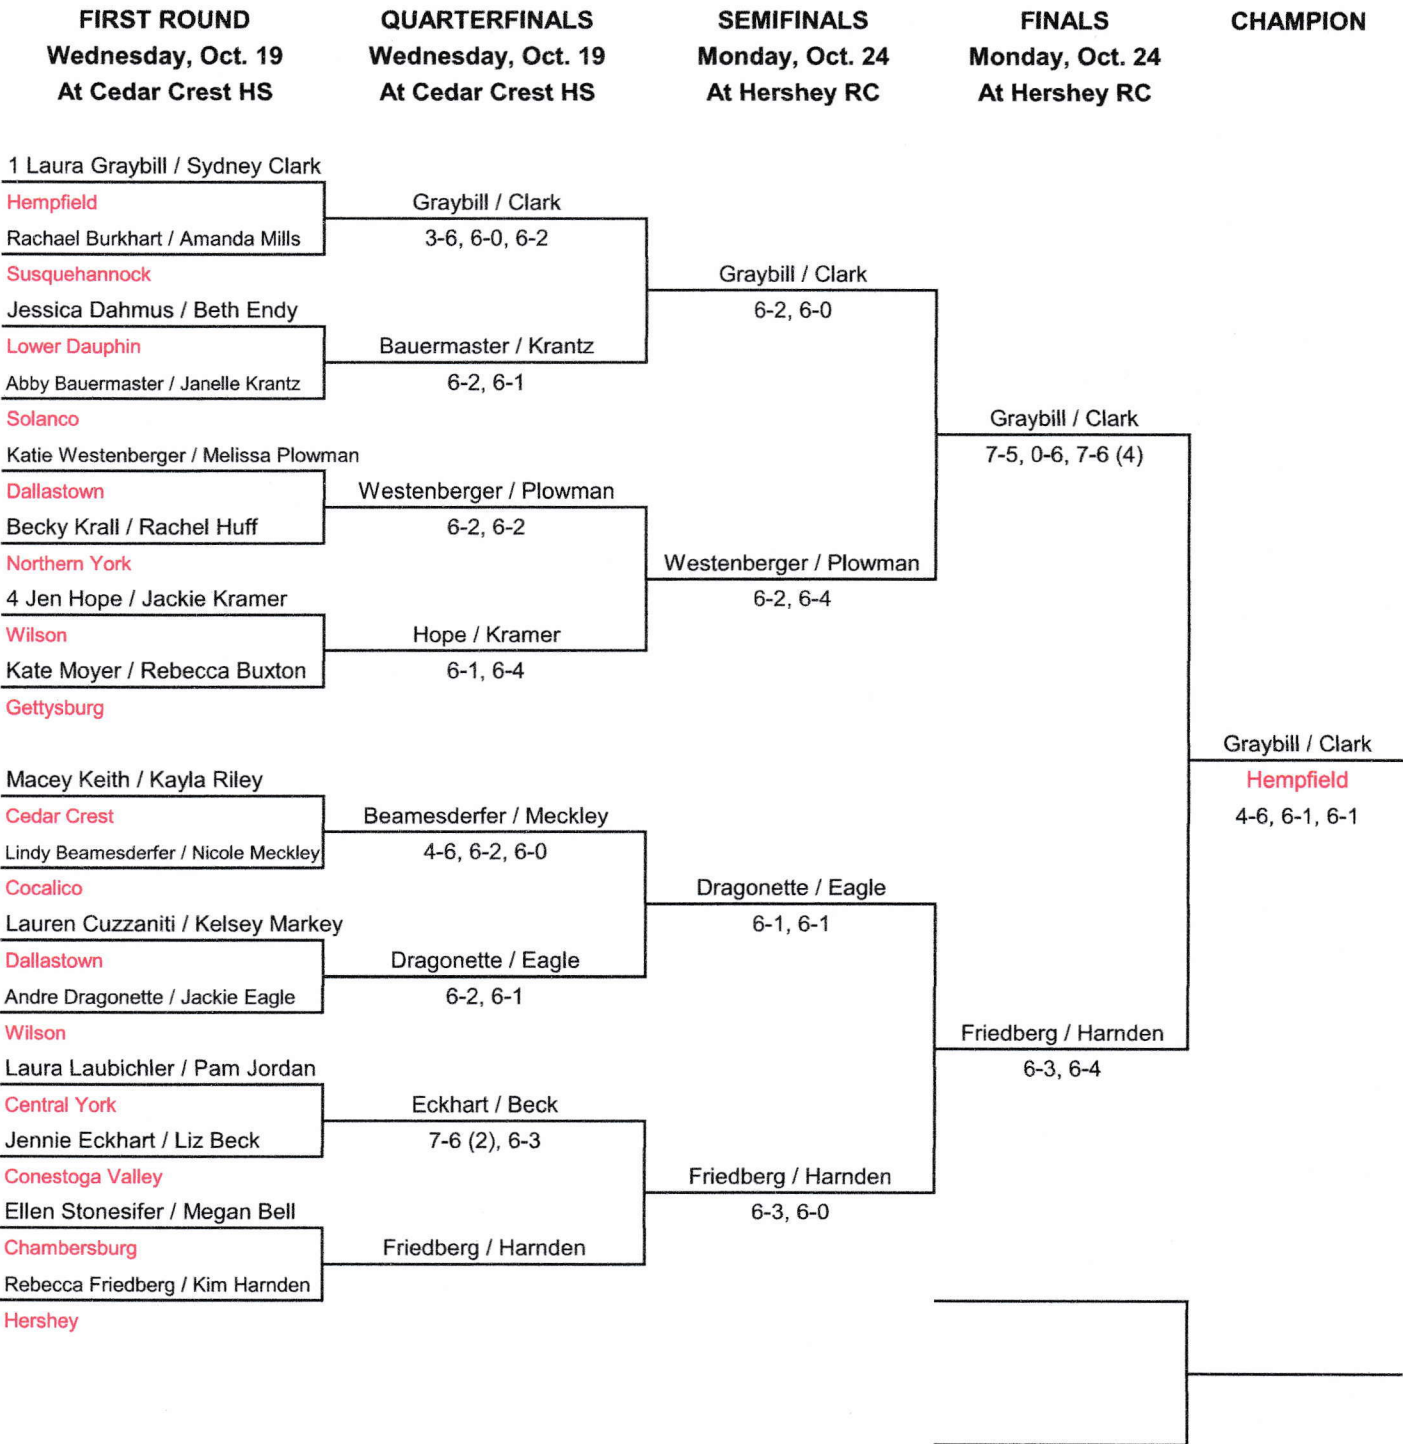 FIRST ROUND
Wednesday, Oct. 19
At Cedar Crest HS
QUARTERFINALS
Wednesday, Oct. 19
At Cedar Crest HS
SEMIFINALS
Monday, Oct. 24
At Hershey RC
FINALS
Monday, Oct. 24
At Hershey RC
CHAMPION
1 Laura Graybill / Sydney Clark
Hempfield
Rachael Burkhart / Amanda Mills
Susquehannock
Jessica Dahmus / Beth Endy
Lower Dauphin
Abby Bauermaster / Janelle Krantz
Solanco
Katie Westenberger / Melissa Plowman
Dallastown
Becky Krall / Rachel Huff
Northern York
4 Jen Hope / Jackie Kramer
Wilson
Kate Moyer / Rebecca Buxton
Gettysburg
Macey Keith / Kayla Riley
Cedar Crest
Lindy Beamesderfer / Nicole Meckley
Cocalico
Lauren Cuzzaniti / Kelsey Markey
Dallastown
Andre Dragonette / Jackie Eagle
Wilson
Laura Laubichler / Pam Jordan
Central York
Jennie Eckhart / Liz Beck
Conestoga Valley
Ellen Stonesifer / Megan Bell
Chambersburg
Rebecca Friedberg / Kim Harnden
Hershey
Graybill / Clark
3-6, 6-0, 6-2
Bauermaster / Krantz
6-2, 6-1
Westenberger / Plowman
6-2, 6-2
Hope / Kramer
6-1, 6-4
Beamesderfer / Meckley
4-6, 6-2, 6-0
Dragonette / Eagle
6-2, 6-1
Eckhart / Beck
7-6 (2), 6-3
Friedberg / Harnden
Graybill / Clark
6-2, 6-0
Westenberger / Plowman
6-2, 6-4
Dragonette / Eagle
6-1, 6-1
Friedberg / Harnden
6-3, 6-0
Graybill / Clark
7-5, 0-6, 7-6 (4)
Friedberg / Harnden
6-3, 6-4
Graybill / Clark
Hempfield
4-6, 6-1, 6-1